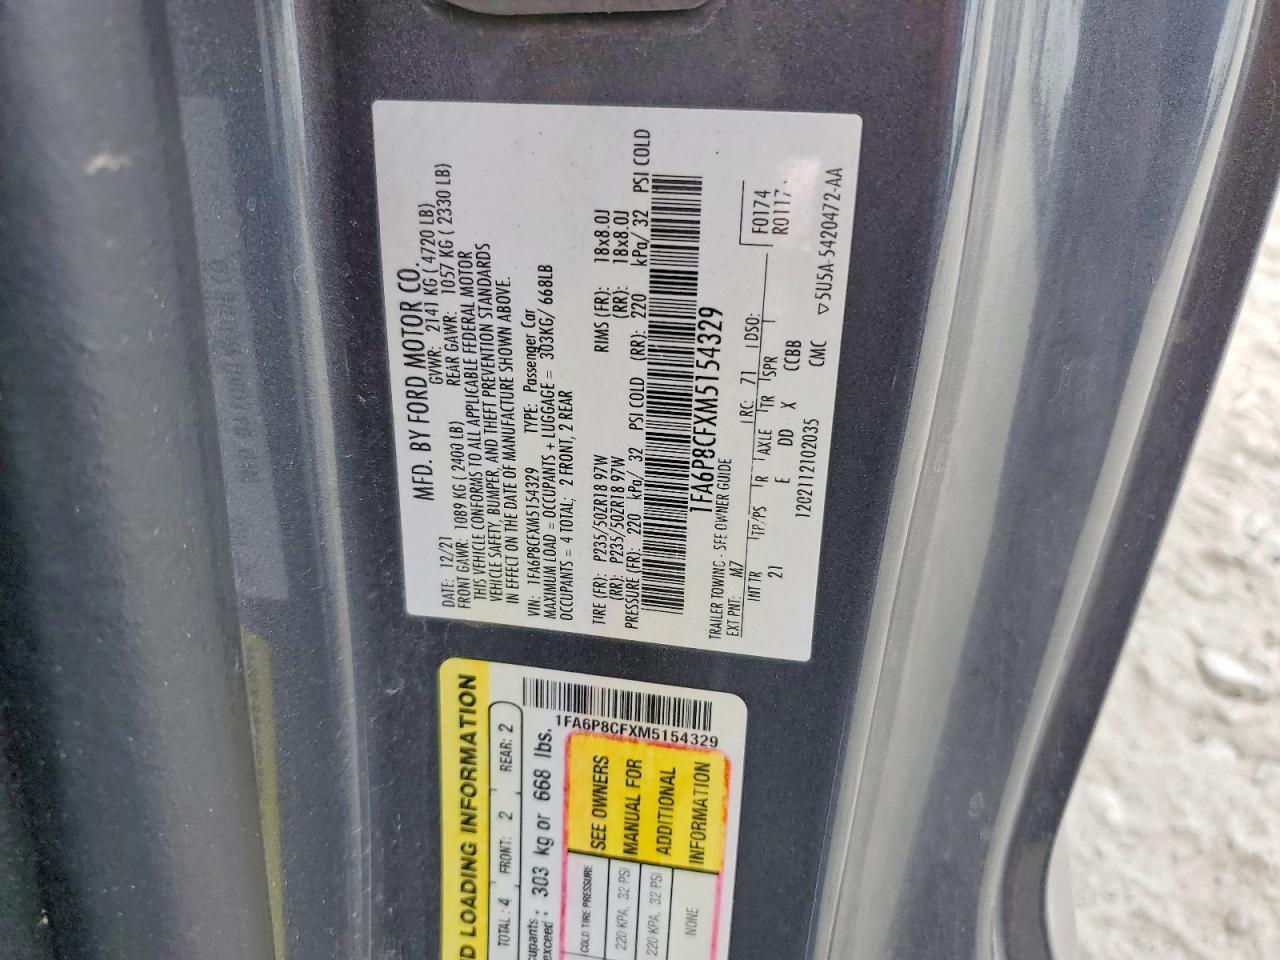 MFD. BY FORD MOTOR CO.
DATE: 12/21 GVWR: 2141 KG ( 4720 LB)
FRONT GAWR: 1089 KG ( 2400 LB) REAR GAWR: 1057 KG ( 2330 LB)
THIS VEHICLE CONFORMS TO ALL APPLICABLE FEDERAL MOTOR
VEHICLE SAFETY, BUMPER, AND THEFT PREVENTION STANDARDS
IN EFFECT ON THE DATE OF MANUFACTURE SHOWN ABOVE.
VIN: 1FA6P8CFXM5154329 TYPE: Passenger Car
MAXIMUM LOAD = OCCUPANTS + LUGGAGE = 303KG/ 668LB
OCCUPANTS = 4 TOTAL; 2 FRONT, 2 REAR
TIRE (FR): P235/50ZR18 97W RIMS (FR): 18x8.0J
(RR): P235/50ZR18 97W (RR): 18x8.0J
PRESSURE (FR): 220 kPa/ 32 PSI COLD (RR): 220 kPa/ 32 PSI COLD
1FA6P8CFXM5154329
TRAILER TOWING - SEE OWNER GUIDE
EXT PNT: M7 RC: 71 DSO: F0174
R0117
INT TR TP/PS R AXLE TR SPR
21 E DD X CCBB
12021112102035 CMC ▽5U5A-5420472-AA
LOADING INFORMATION
TOTAL: 4 FRONT: 2 REAR: 2
exceed: 303 kg or 668 lbs.
1FA6P8CFXM5154329
COLD TIRE PRESSURE
220 KPA, 32 PSI
220 KPA, 32 PSI
NONE
SEE OWNERS
MANUAL FOR
ADDITIONAL
INFORMATION